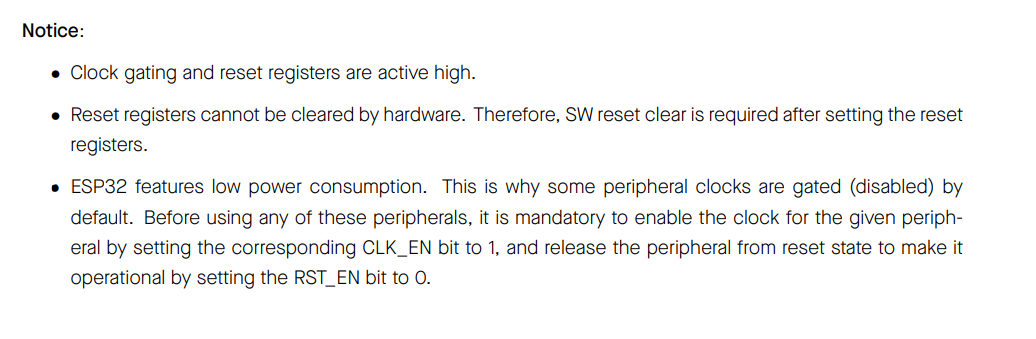 Notice:
• Clock gating and reset registers are active high.
• Reset registers cannot be cleared by hardware. Therefore, SW reset clear is required after setting the reset
registers.
• ESP32 features low power consumption. This is why some peripheral clocks are gated (disabled) by
default. Before using any of these peripherals, it is mandatory to enable the clock for the given periph-
eral by setting the corresponding CLK_EN bit to 1, and release the peripheral from reset state to make it
operational by setting the RST_EN bit to 0.